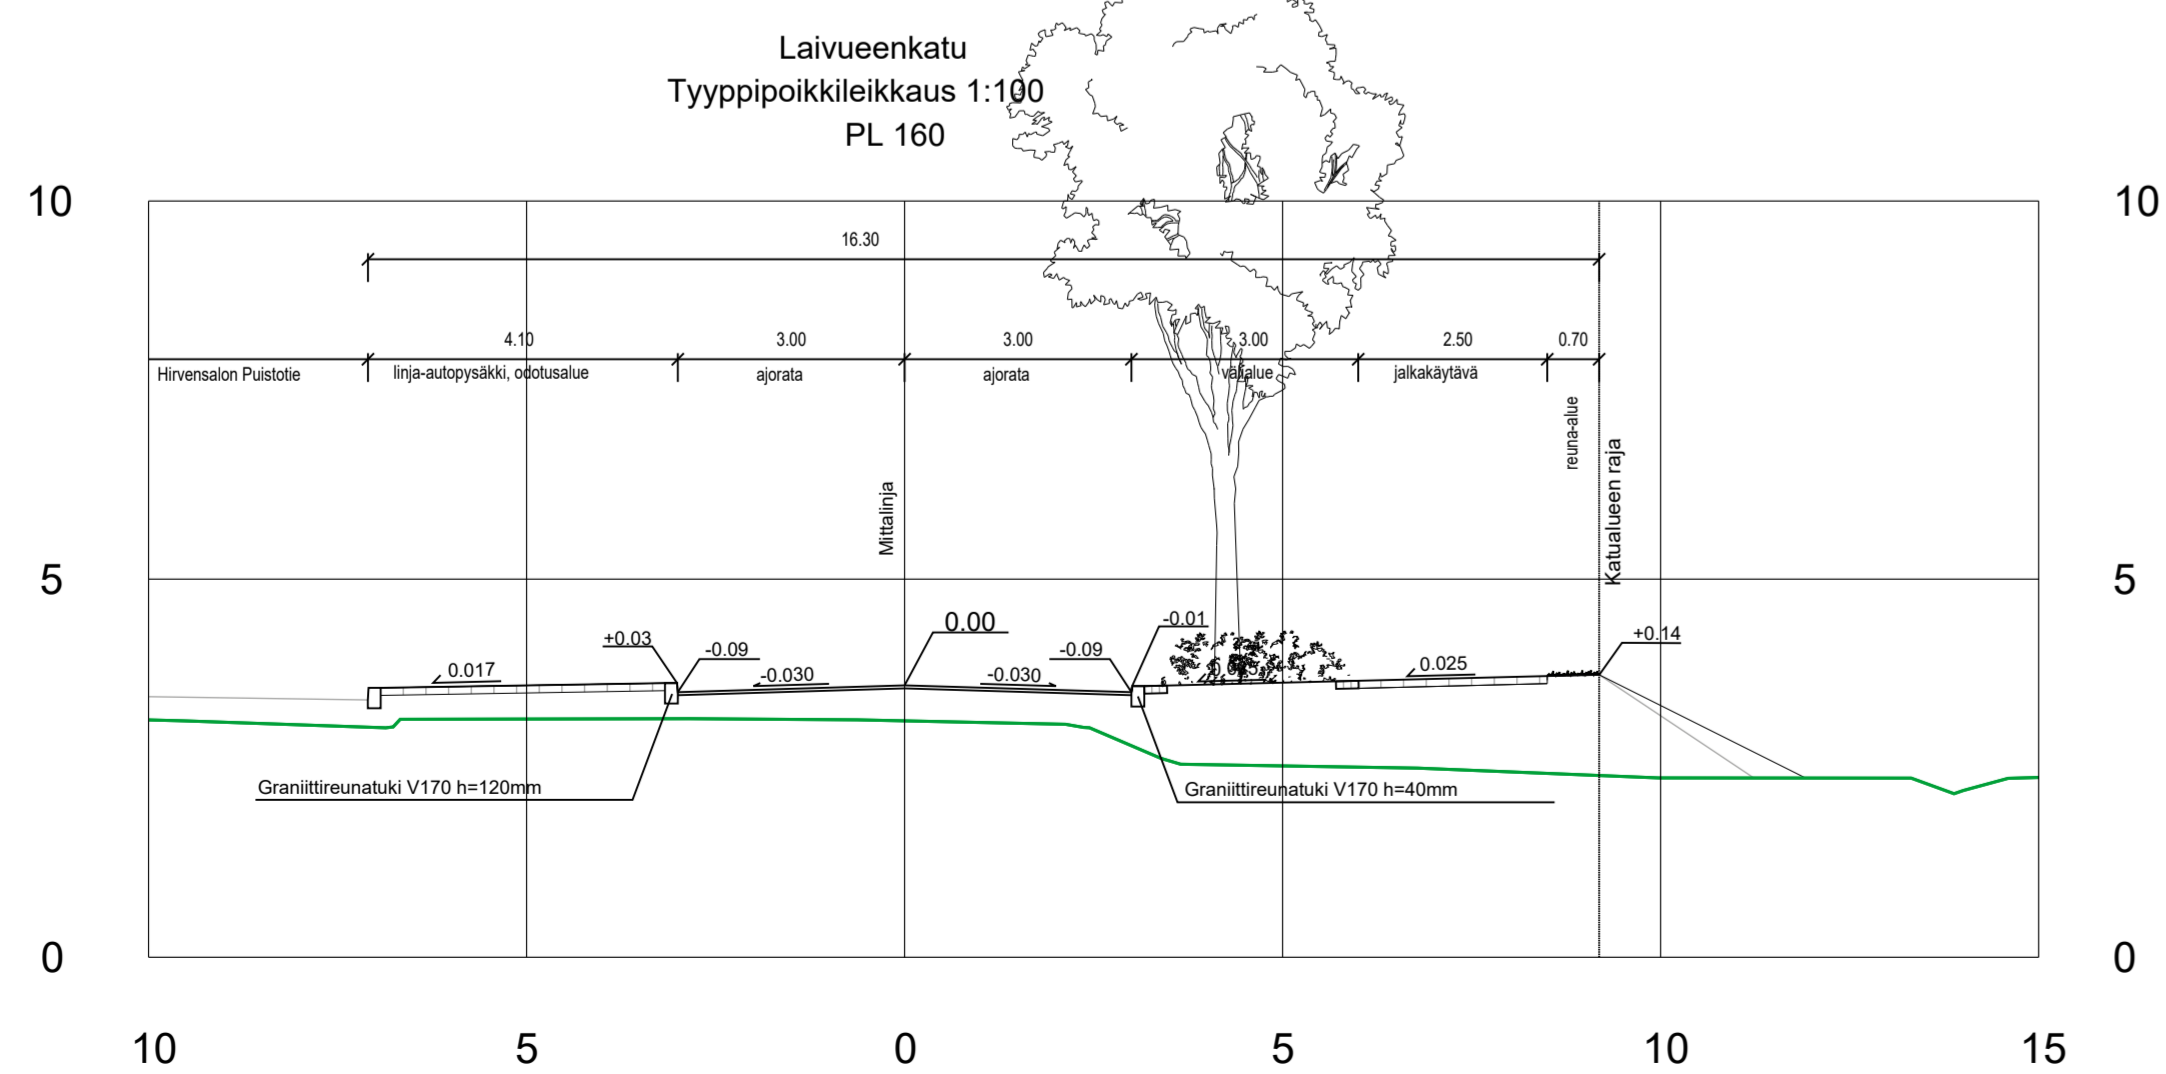 Laivueenkatu
Tyyppipoikkileikkaus 1:100
PL 160
10 10
16.30
4.10 3.00 3.00 3.00 2.50 0.70
Hirvensalon Puistotie linja-autopysäkki, odotusalue ajorata ajorata välialue jalkakäytävä
reuna-alue
Katualueen raja
Mittalinja
5 5
+0.03 -0.09 0.00 -0.09 -0.01 +0.14
0.017 -0.030 -0.030 0.025
Graniittireunatuki V170 h=120mm Graniittireunatuki V170 h=40mm
0 0
10 5 0 5 10 15